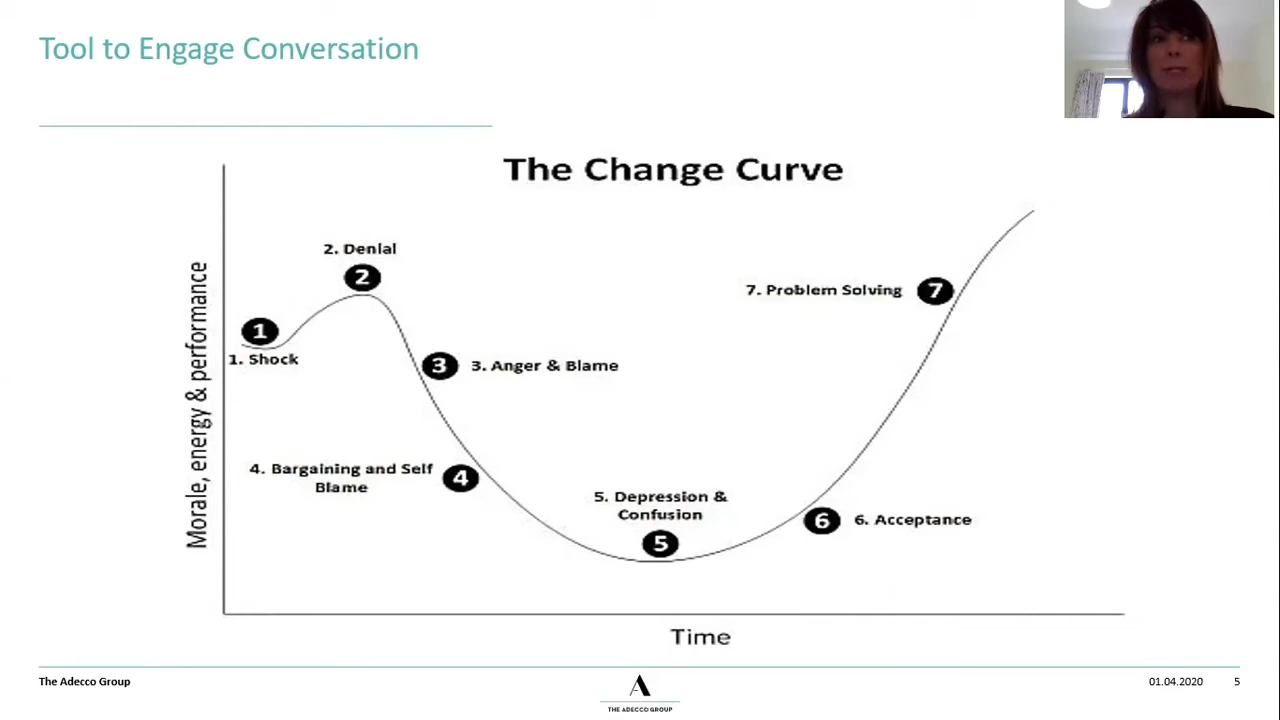 Tool to Engage Conversation
The Change Curve
Morale, energy & performance
2. Denial
2
1
1. Shock
3
3. Anger & Blame
4. Bargaining and Self
Blame
4
5. Depression &
Confusion
5
6
6. Acceptance
7. Problem Solving
7
Time
The Adecco Group
A
THE ADECCO GROUP
01.04.2020
5